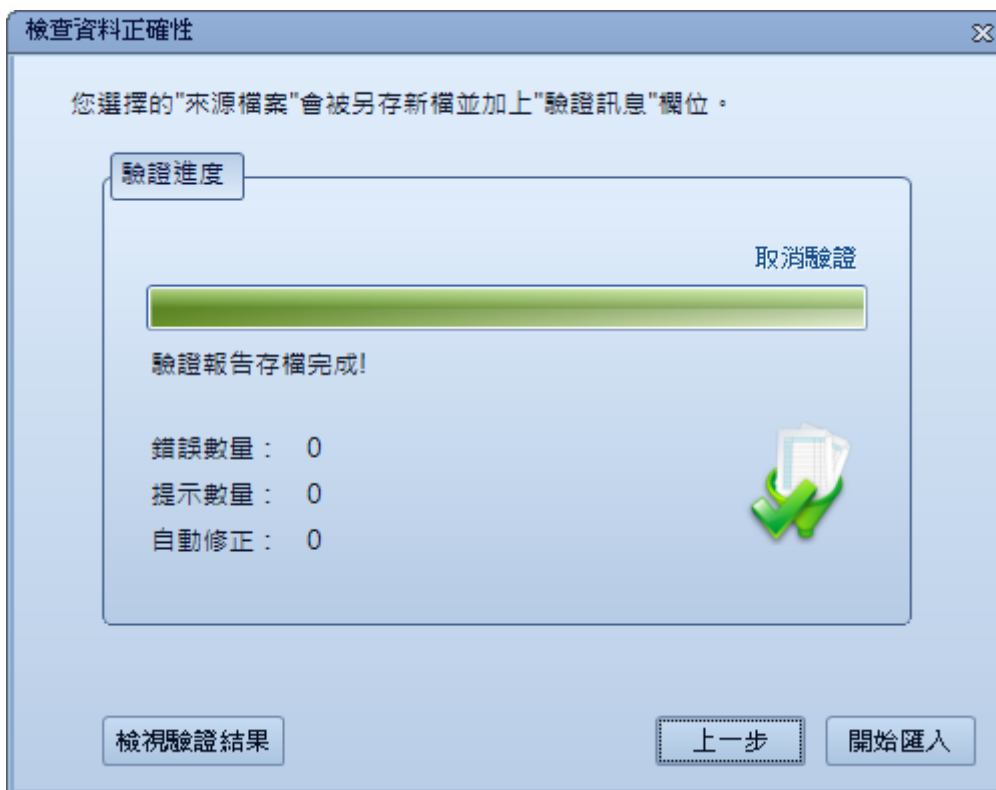 檢查資料正確性
您選擇的"來源檔案"會被另存新檔並加上"驗證訊息"欄位。
驗證進度
取消驗證
驗證報告存檔完成!
錯誤數量： 0
提示數量： 0
自動修正： 0
檢視驗證結果 上一步 開始匯入